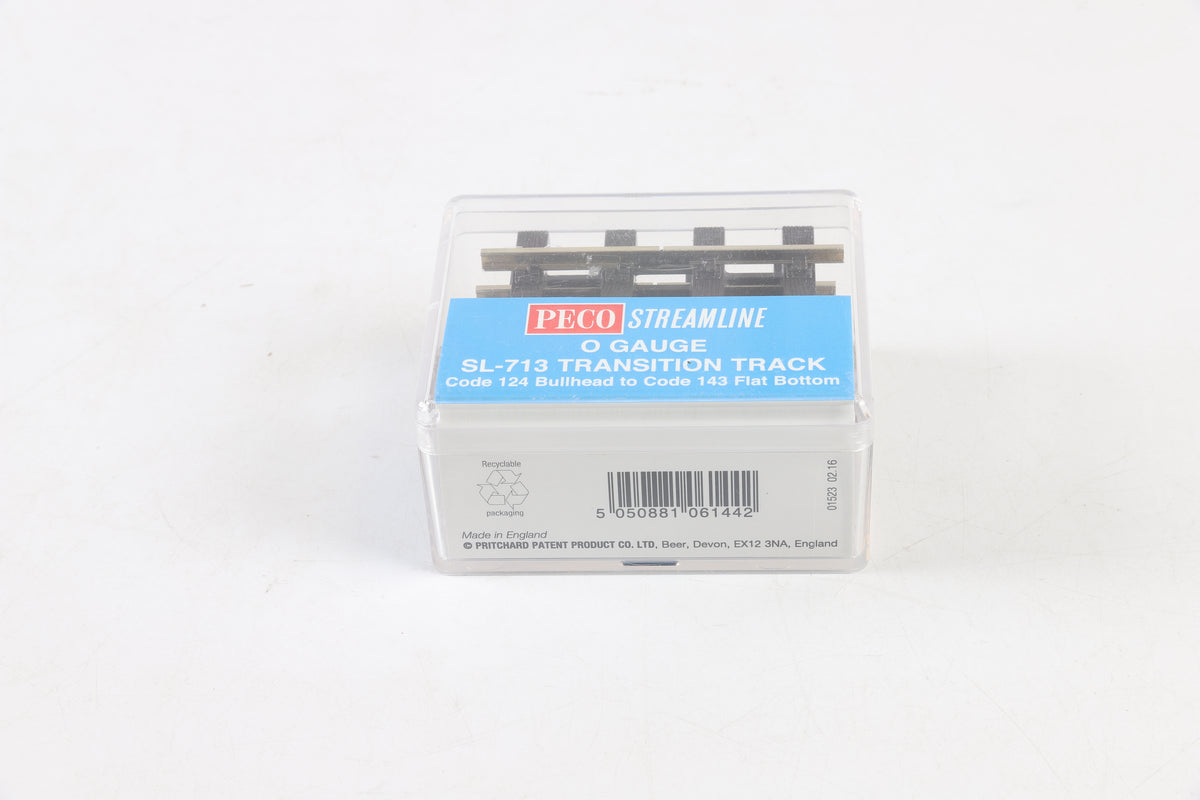 PECO STREAMLINE
O GAUGE
SL-713 TRANSITION TRACK
Code 124 Bullhead to Code 143 Flat Bottom
Recyclable
packaging
5 050881 061442
01523 02.16
Made in England
© PRITCHARD PATENT PRODUCT CO. LTD, Beer, Devon, EX12 3NA, England